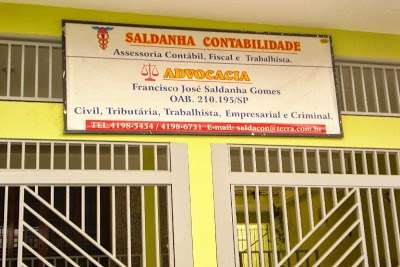 SALDANHA CONTABILIDADE
Assessoria Contábil, Fiscal e Trabalhista.
ADVOCACIA
Francisco José Saldanha Gomes
OAB. 210.195/SP
Civil, Tributária, Trabalhista, Empresarial e Criminal.
TEL.4198-5454 / 4190-6731 E-mail: saldacon@terra.com.br